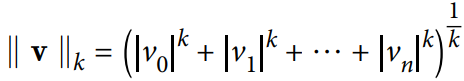 ‖ v ‖ₖ = (|v₀|ᵏ + |v₁|ᵏ + ⋯ + |vₙ|ᵏ)^(1/k)